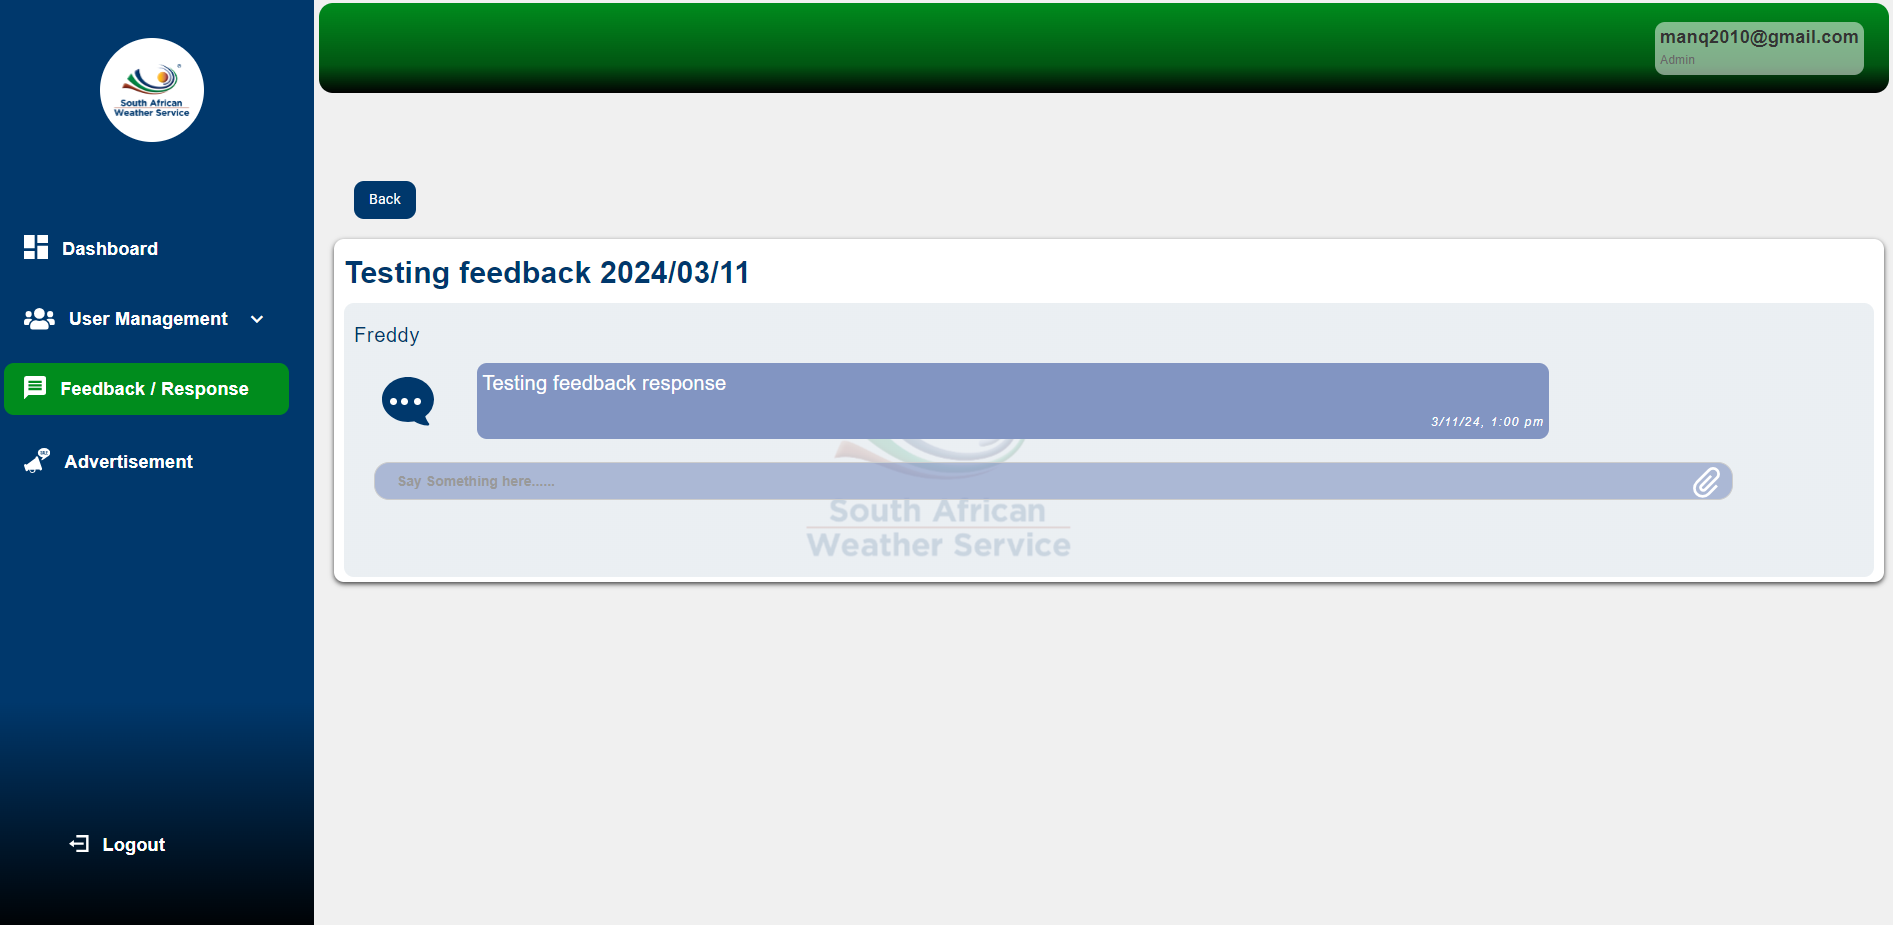 South African
Weather Service
manq2010@gmail.com
Admin
Dashboard
User Management
Feedback / Response
Advertisement
Logout
Back
Testing feedback 2024/03/11
Freddy
Testing feedback response
3/11/24, 1:00 pm
Say Something here......
South African
Weather Service